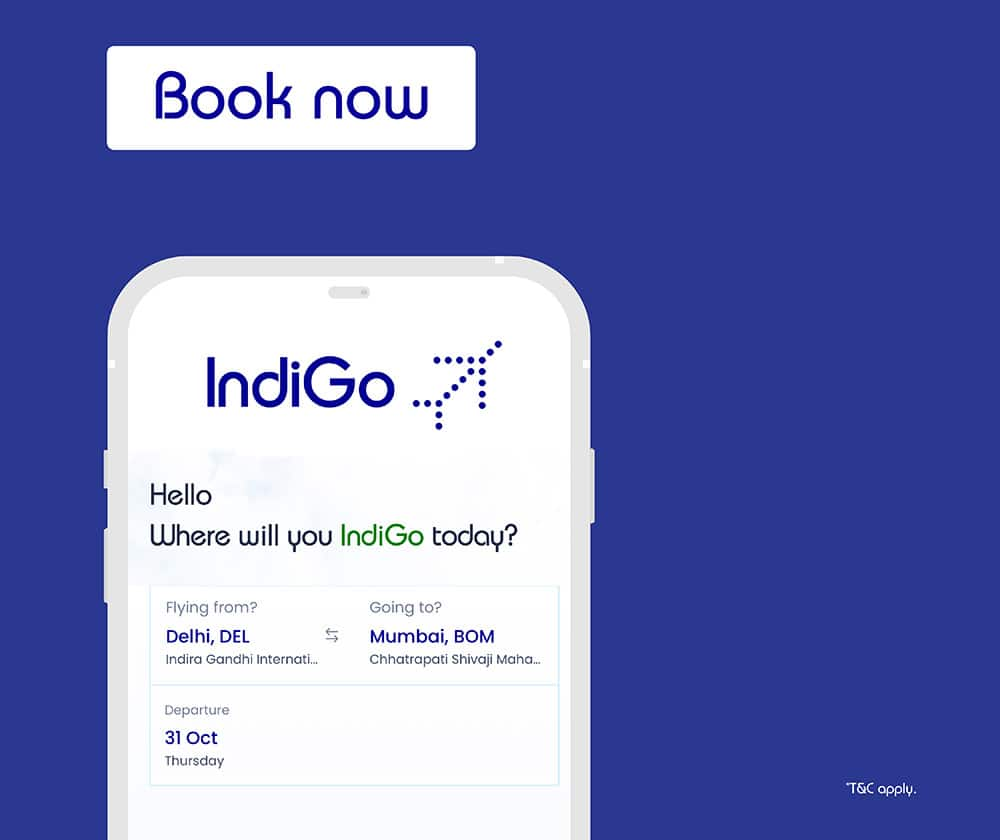 Book now
IndiGo
Hello
Where will you IndiGo today?
Flying from?
Going to?
Delhi, DEL
Mumbai, BOM
Indira Gandhi Internati...
Chhatrapati Shivaji Maha...
Departure
31 Oct
Thursday
*T&C apply.